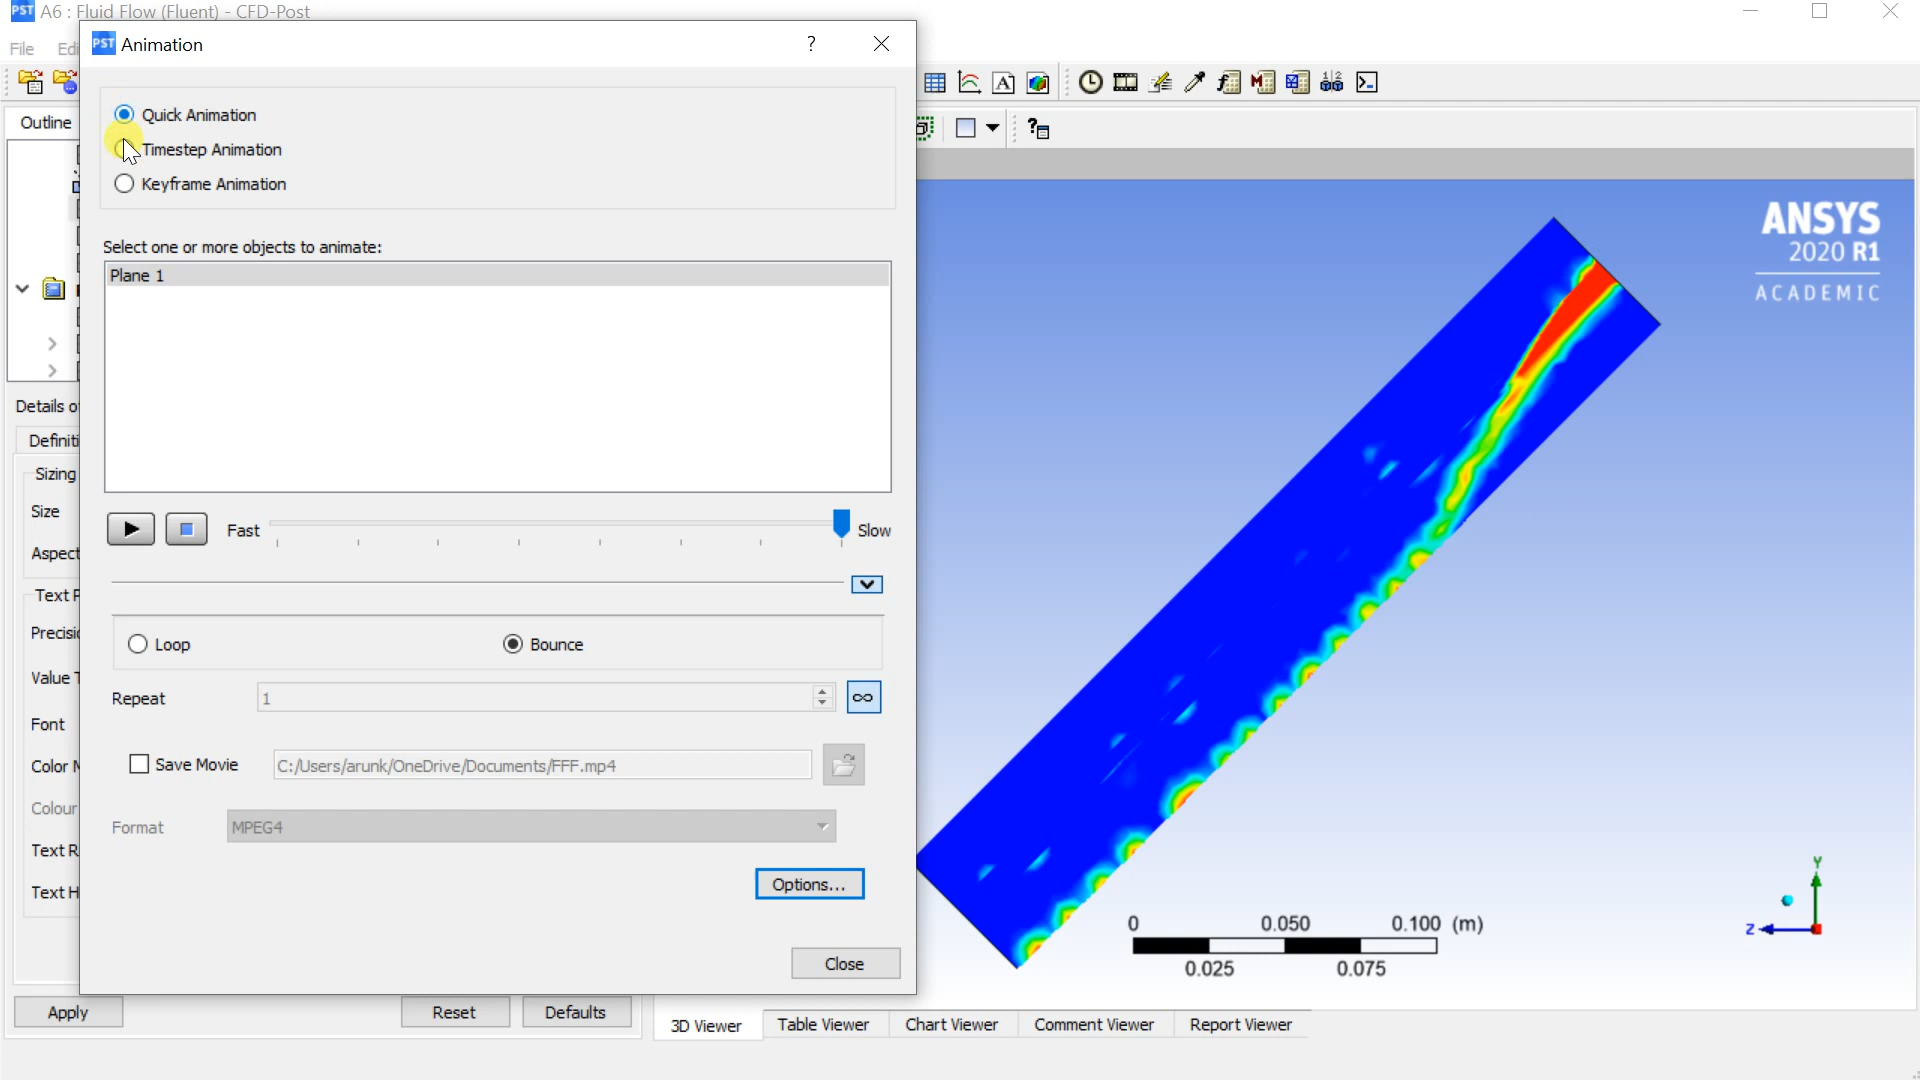 PST A6 : Fluid Flow (Fluent) - CFD-Post
File Edi
PST Animation
?
Outline
Quick Animation
Timestep Animation
Keyframe Animation
Select one or more objects to animate:
Plane 1
Details o
Definiti
Sizing
Size
Aspect
Fast
Slow
Text P
Precisio
Loop
Bounce
Value T
Repeat
1
Font
Color M
Save Movie
C:/Users/arunk/OneDrive/Documents/FFF.mp4
Colour
Format
MPEG4
Text R
Text H
Options...
Close
Apply
Reset
Defaults
ANSYS
2020 R1
ACADEMIC
0 0.050 0.100 (m)
0.025 0.075
Y
Z
3D Viewer
Table Viewer
Chart Viewer
Comment Viewer
Report Viewer